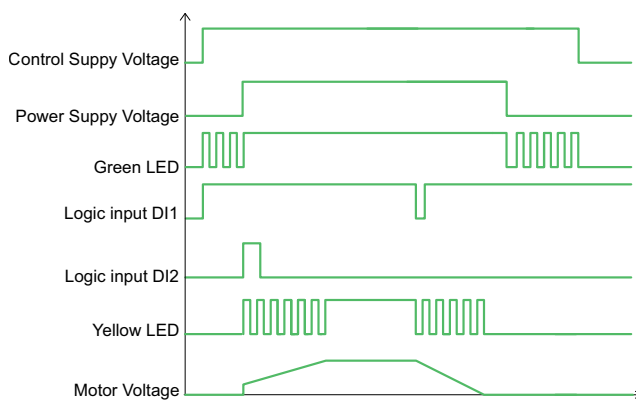 Control Suppy Voltage
Power Suppy Voltage
Green LED
Logic input DI1
Logic input DI2
Yellow LED
Motor Voltage